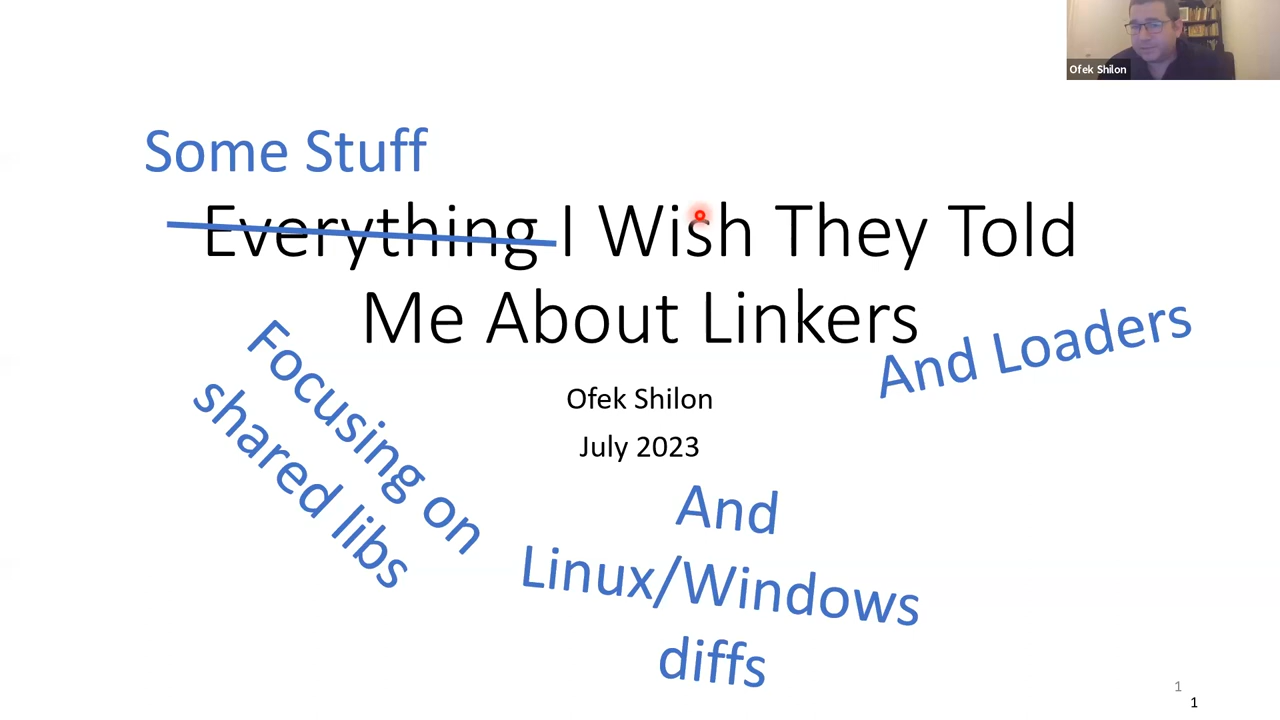 Ofek Shilon
Some Stuff
Everything I Wish They Told
Me About Linkers
And Loaders
Focusing on
shared libs
Ofek Shilon
July 2023
And
Linux/Windows
diffs
1
1